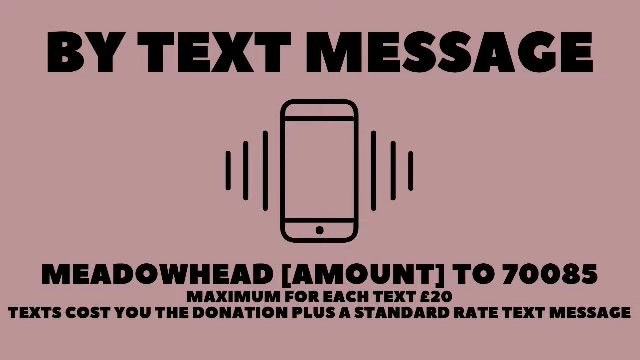 BY TEXT MESSAGE
MEADOWHEAD [AMOUNT] TO 70085
MAXIMUM FOR EACH TEXT £20
TEXTS COST YOU THE DONATION PLUS A STANDARD RATE TEXT MESSAGE